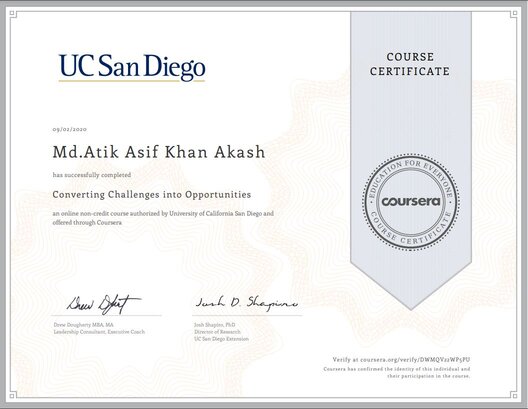 UC San Diego
COURSE
CERTIFICATE
09/02/2020
Md.Atik Asif Khan Akash
has successfully completed
Converting Challenges into Opportunities
an online non-credit course authorized by University of California San Diego and
offered through Coursera
EDUCATION FOR EVERYONE
coursera
COURSE CERTIFICATE
Drew Dougherty, MBA, MA
Leadership Consultant, Executive Coach
Josh D. Shapiro
Josh Shapiro, PhD
Director of Research
UC San Diego Extension
Verify at coursera.org/verify/DWMQV22WP5PU
Coursera has confirmed the identity of this individual and
their participation in the course.